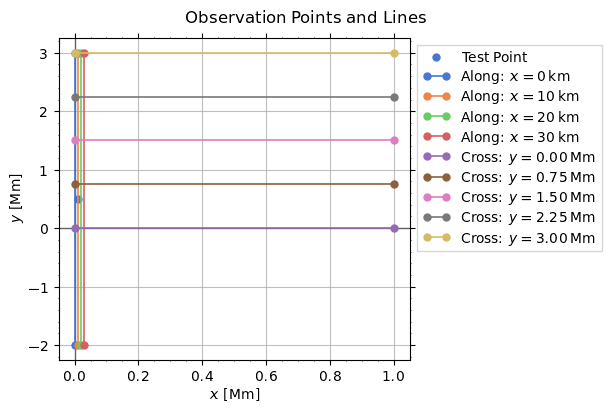 Observation Points and Lines
3
2
1
0
−1
−2
y [Mm]
0.0 0.2 0.4 0.6 0.8 1.0
x [Mm]
Test Point
Along: x = 0 km
Along: x = 10 km
Along: x = 20 km
Along: x = 30 km
Cross: y = 0.00 Mm
Cross: y = 0.75 Mm
Cross: y = 1.50 Mm
Cross: y = 2.25 Mm
Cross: y = 3.00 Mm